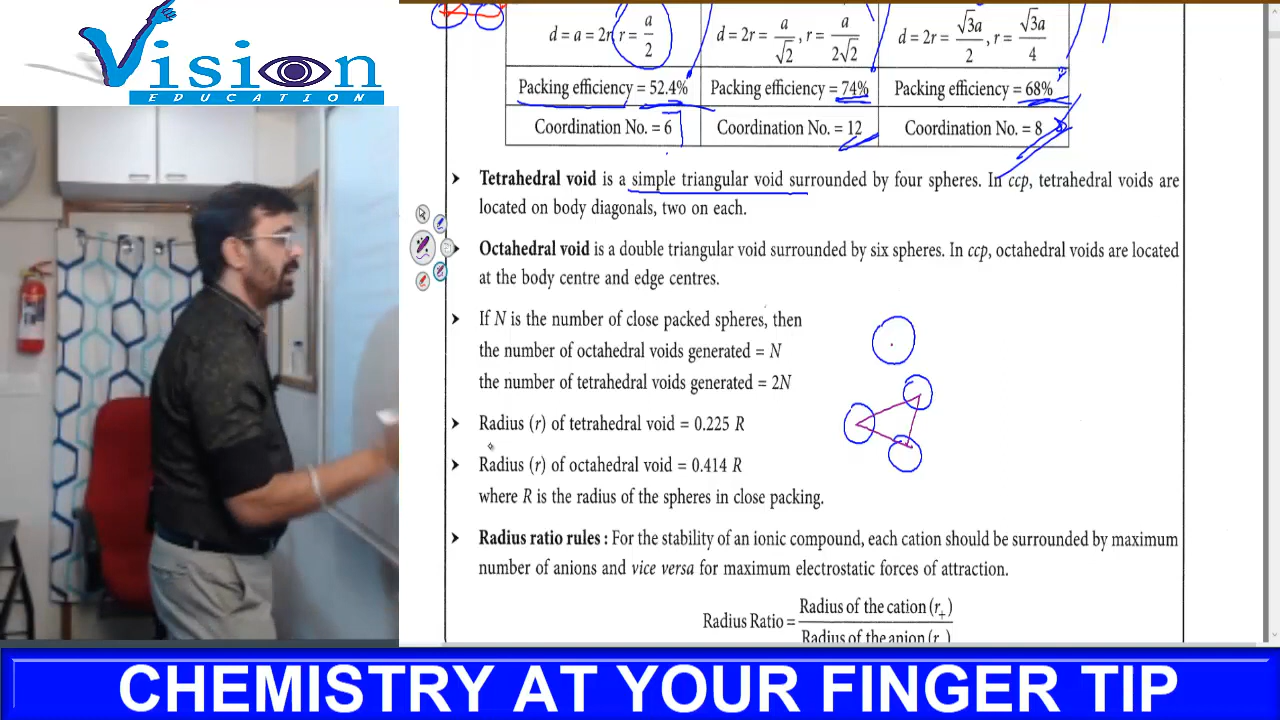 Vision
EDUCATION
d = a = 2r, r = a/2
d = 2r = a/√2, r = a/2√2
d = 2r = √3a/2, r = √3a/4
Packing efficiency = 52.4%
Packing efficiency = 74%
Packing efficiency = 68%
Coordination No. = 6
Coordination No. = 12
Coordination No. = 8
➤ Tetrahedral void is a simple triangular void surrounded by four spheres. In ccp, tetrahedral voids are
located on body diagonals, two on each.
➤ Octahedral void is a double triangular void surrounded by six spheres. In ccp, octahedral voids are located
at the body centre and edge centres.
➤ If N is the number of close packed spheres, then
the number of octahedral voids generated = N
the number of tetrahedral voids generated = 2N
➤ Radius (r) of tetrahedral void = 0.225 R
➤ Radius (r) of octahedral void = 0.414 R
where R is the radius of the spheres in close packing.
➤ Radius ratio rules : For the stability of an ionic compound, each cation should be surrounded by maximum
number of anions and vice versa for maximum electrostatic forces of attraction.
Radius Ratio = Radius of the cation (r+)
Radius of the anion (r
CHEMISTRY AT YOUR FINGER TIP